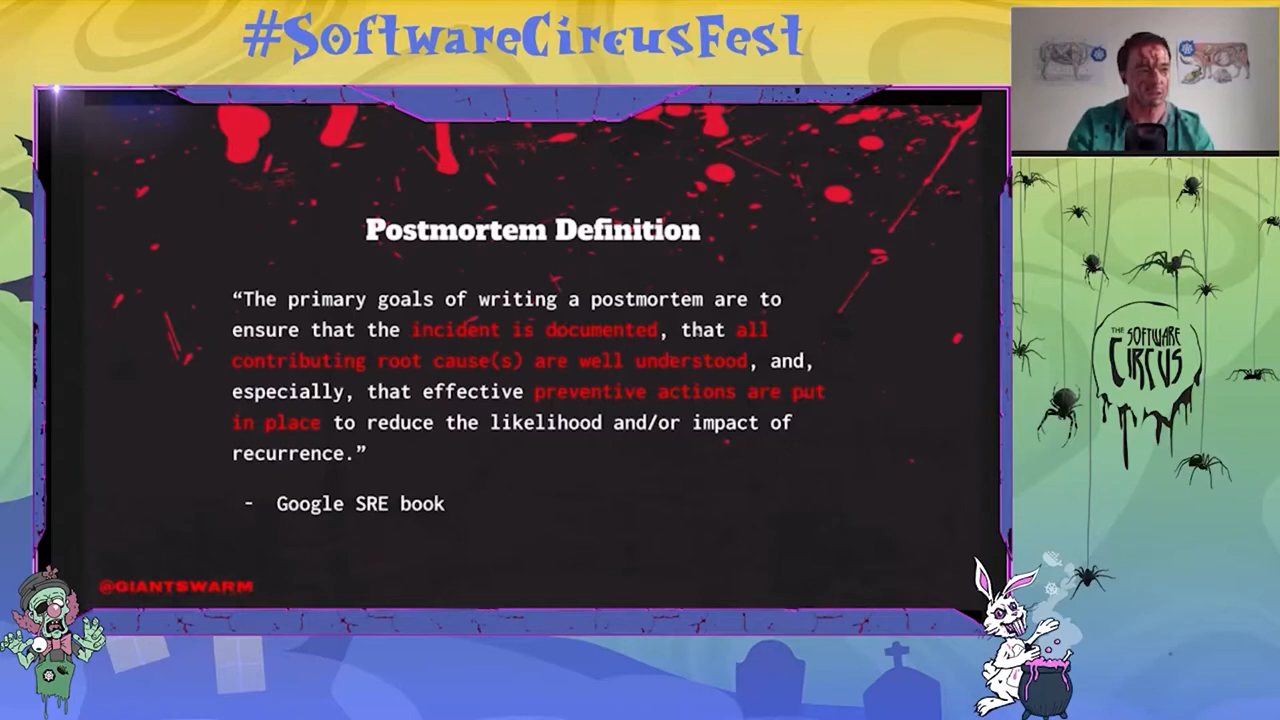 #SoftwareCircusFest
Postmortem Definition
“The primary goals of writing a postmortem are to
ensure that the incident is documented, that all
contributing root cause(s) are well understood, and,
especially, that effective preventive actions are put
in place to reduce the likelihood and/or impact of
recurrence.”
- Google SRE book
@GIANTSWARM
THE SOFTWARE
CIRCUS